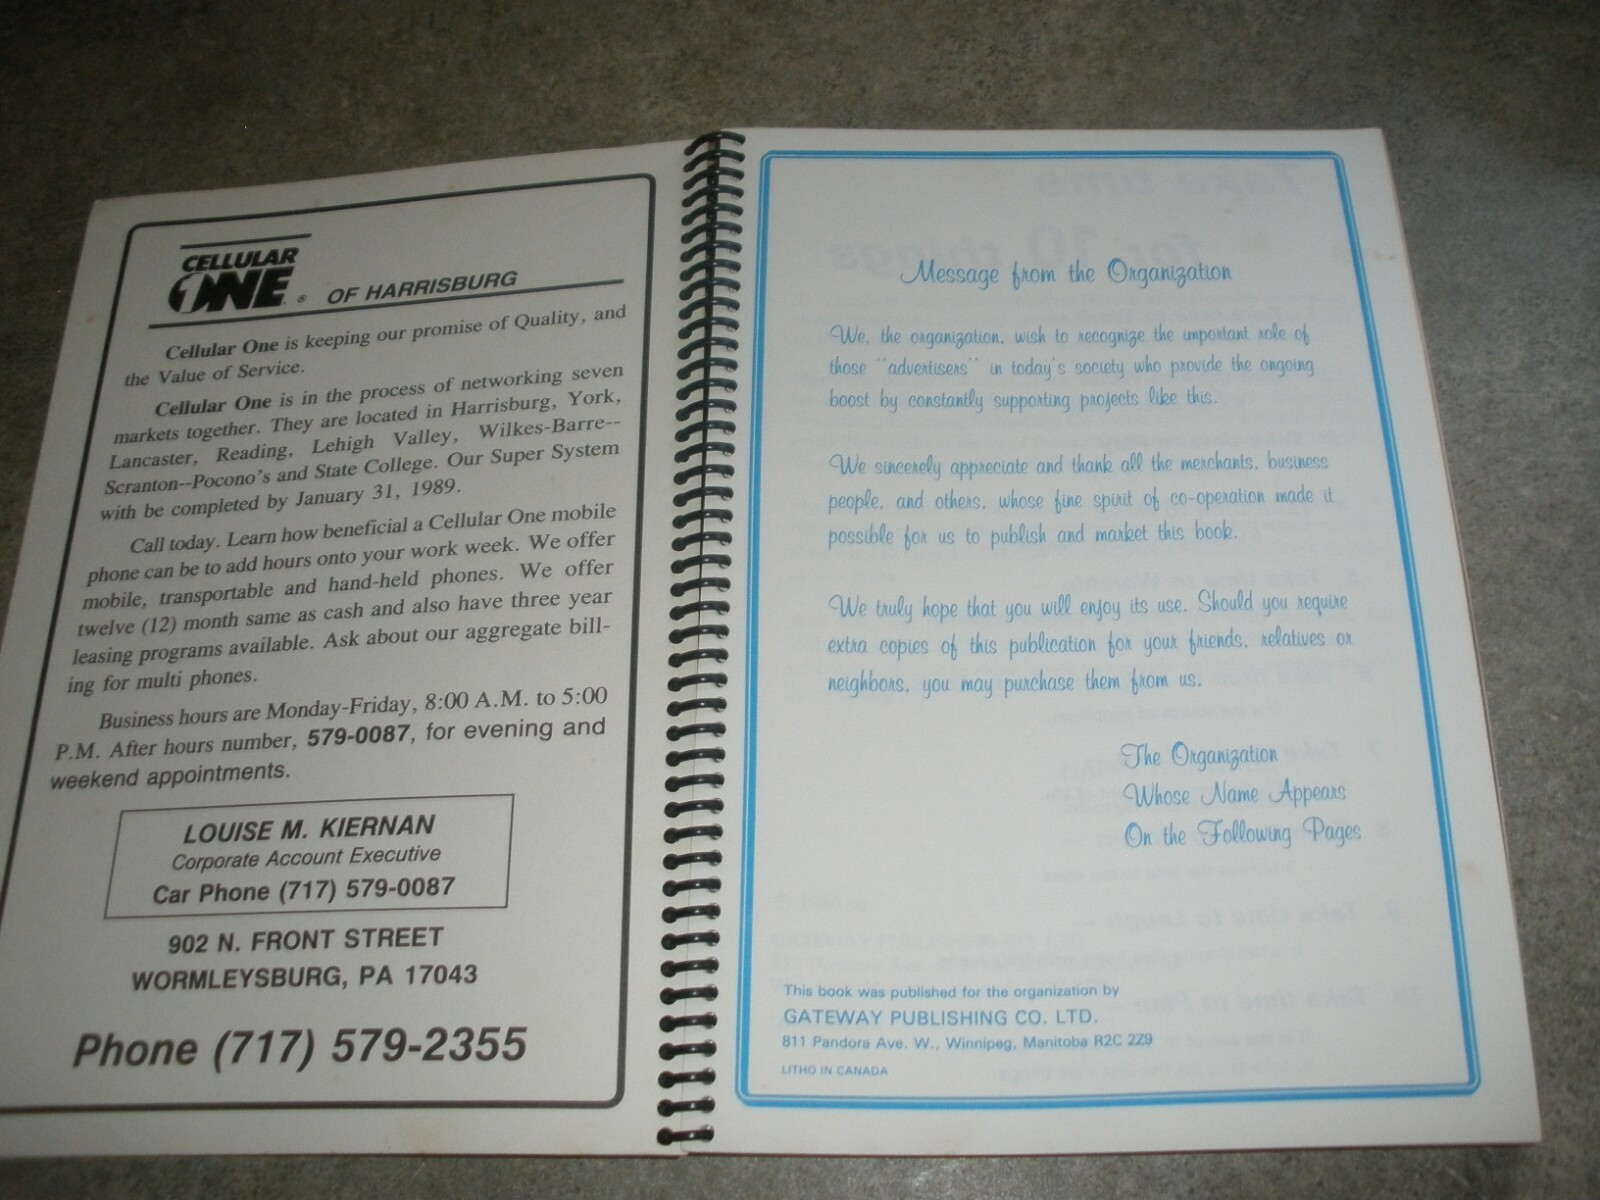 CELLULAR
ONE ® OF HARRISBURG
Cellular One is keeping our promise of Quality, and
the Value of Service.
Cellular One is in the process of networking seven
markets together. They are located in Harrisburg, York,
Lancaster, Reading, Lehigh Valley, Wilkes-Barre--
Scranton--Pocono's and State College. Our Super System
with be completed by January 31, 1989.
Call today. Learn how beneficial a Cellular One mobile
phone can be to add hours onto your work week. We offer
mobile, transportable and hand-held phones. We offer
twelve (12) month same as cash and also have three year
leasing programs available. Ask about our aggregate bill-
ing for multi phones.
Business hours are Monday-Friday, 8:00 A.M. to 5:00
P.M. After hours number, 579-0087, for evening and
weekend appointments.
LOUISE M. KIERNAN
Corporate Account Executive
Car Phone (717) 579-0087
902 N. FRONT STREET
WORMLEYSBURG, PA 17043
Phone (717) 579-2355
Message from the Organization
We, the organization, wish to recognize the important role of
those "advertisers" in today's society who provide the ongoing
boost by constantly supporting projects like this.
We sincerely appreciate and thank all the merchants, business
people, and others, whose fine spirit of co-operation made it
possible for us to publish and market this book.
We truly hope that you will enjoy its use. Should you require
extra copies of this publication for your friends, relatives or
neighbors, you may purchase them from us.
The Organization
Whose Name Appears
On the Following Pages
This book was published for the organization by
GATEWAY PUBLISHING CO. LTD.
811 Pandora Ave. W., Winnipeg, Manitoba R2C 2Z9
LITHO IN CANADA